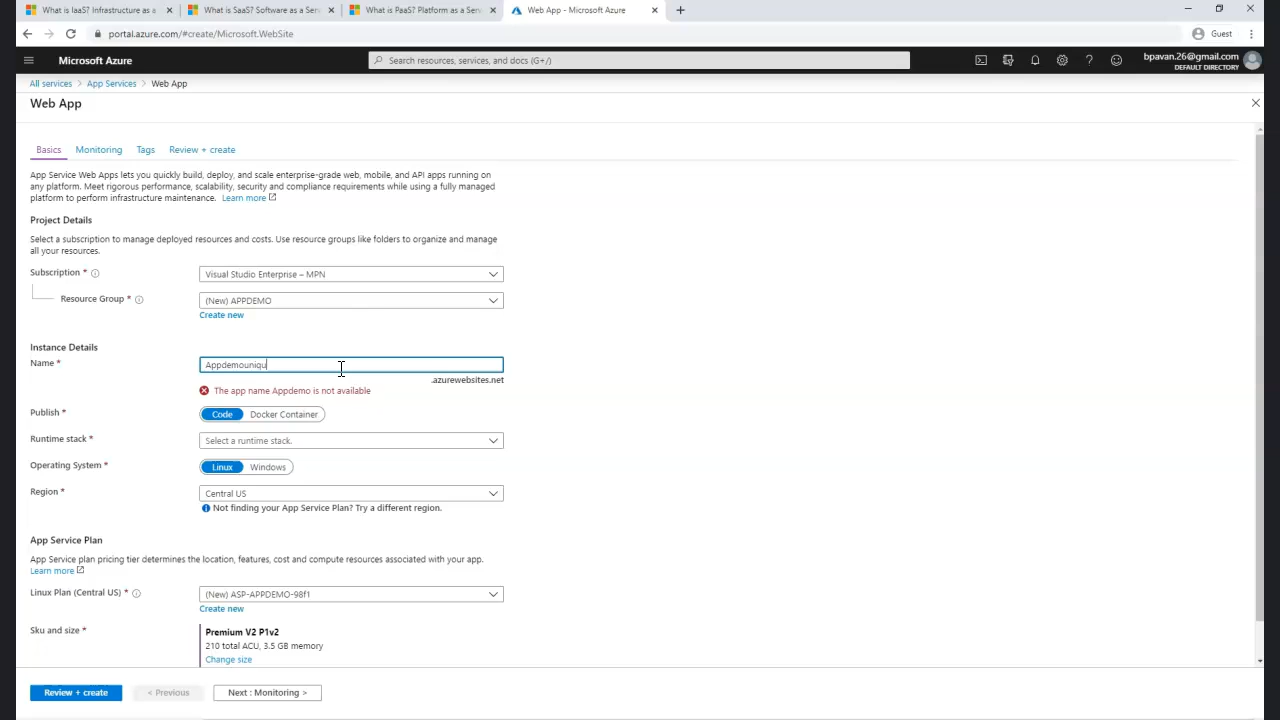 What is IaaS? Infrastructure as a
What is SaaS? Software as a Serv
What is PaaS? Platform as a Serv
Web App - Microsoft Azure
portal.azure.com/#create/Microsoft.WebSite
Guest
Microsoft Azure
Search resources, services, and docs (G+/)
bpavan.26@gmail.com
DEFAULT DIRECTORY
All services > App Services > Web App
Web App
Basics
Monitoring
Tags
Review + create
App Service Web Apps lets you quickly build, deploy, and scale enterprise-grade web, mobile, and API apps running on
any platform. Meet rigorous performance, scalability, security and compliance requirements while using a fully managed
platform to perform infrastructure maintenance. Learn more
Project Details
Select a subscription to manage deployed resources and costs. Use resource groups like folders to organize and manage
all your resources.
Subscription *
Visual Studio Enterprise – MPN
Resource Group *
(New) APPDEMO
Create new
Instance Details
Name *
Appdemouniqu
.azurewebsites.net
The app name Appdemo is not available
Publish *
Code
Docker Container
Runtime stack *
Select a runtime stack.
Operating System *
Linux
Windows
Region *
Central US
Not finding your App Service Plan? Try a different region.
App Service Plan
App Service plan pricing tier determines the location, features, cost and compute resources associated with your app.
Learn more
Linux Plan (Central US) *
(New) ASP-APPDEMO-98f1
Create new
Sku and size *
Premium V2 P1v2
210 total ACU, 3.5 GB memory
Change size
Review + create
< Previous
Next : Monitoring >